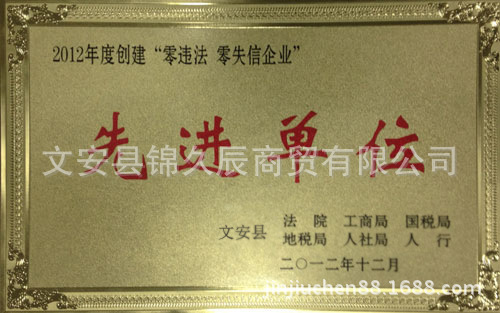 2012年度创建“零违法 零失信企业”
先进单位
文安县锦久辰商贸有限公司
文安县
法院 工商局 国税局
地税局 人社局 人行
二〇一二年十二月
jinjiuchen88.1688.com